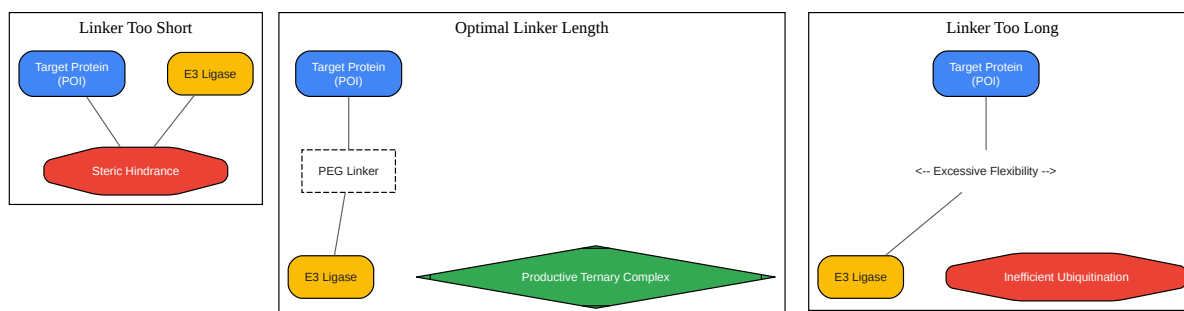 Linker Too Short
Target Protein
(POI)
E3 Ligase
Steric Hindrance
Optimal Linker Length
Target Protein
(POI)
PEG Linker
E3 Ligase
Productive Ternary Complex
Linker Too Long
Target Protein
(POI)
<-- Excessive Flexibility -->
E3 Ligase
Inefficient Ubiquitination